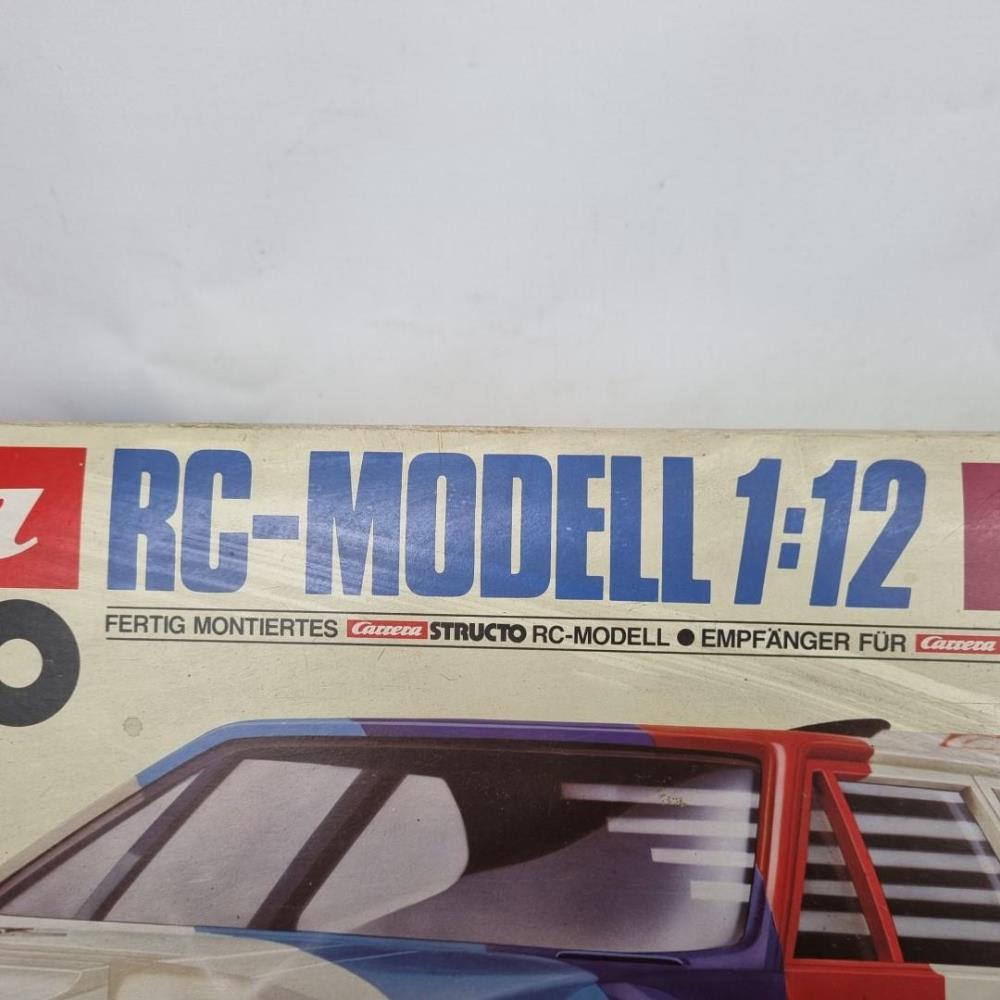 RC-MODELL 1:12
FERTIG MONTIERTES Carrera STRUCTO RC-MODELL ● EMPFÄNGER FÜR Carrera